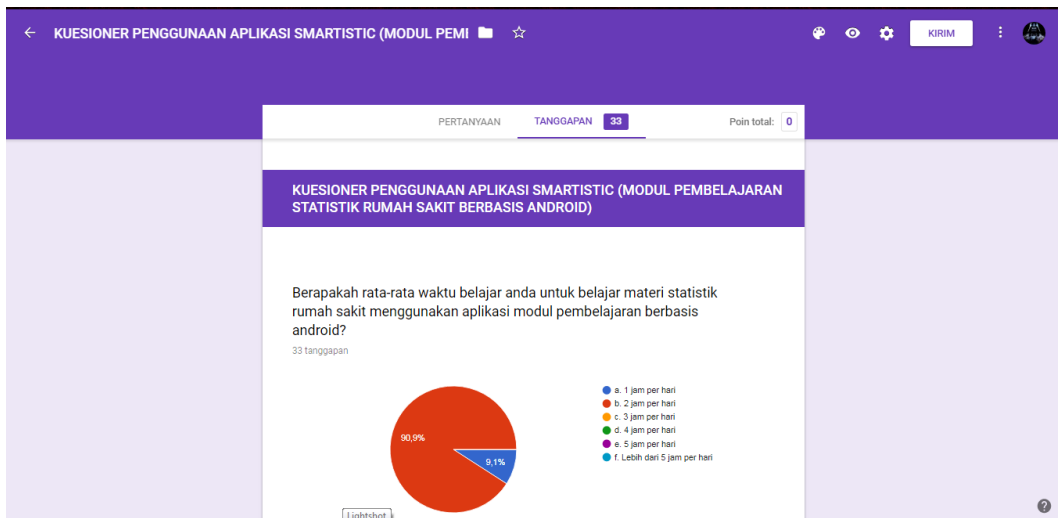 KUESIONER PENGGUNAAN APLIKASI SMARTISTIC (MODUL PEMI
KIRIM
PERTANYAAN
TANGGAPAN 33
Poin total: 0
KUESIONER PENGGUNAAN APLIKASI SMARTISTIC (MODUL PEMBELAJARAN
STATISTIK RUMAH SAKIT BERBASIS ANDROID)
Berapakah rata-rata waktu belajar anda untuk belajar materi statistik
rumah sakit menggunakan aplikasi modul pembelajaran berbasis
android?
33 tanggapan
90,9%
9,1%
a. 1 jam per hari
b. 2 jam per hari
c. 3 jam per hari
d. 4 jam per hari
e. 5 jam per hari
f. Lebih dari 5 jam per hari
Lightshot